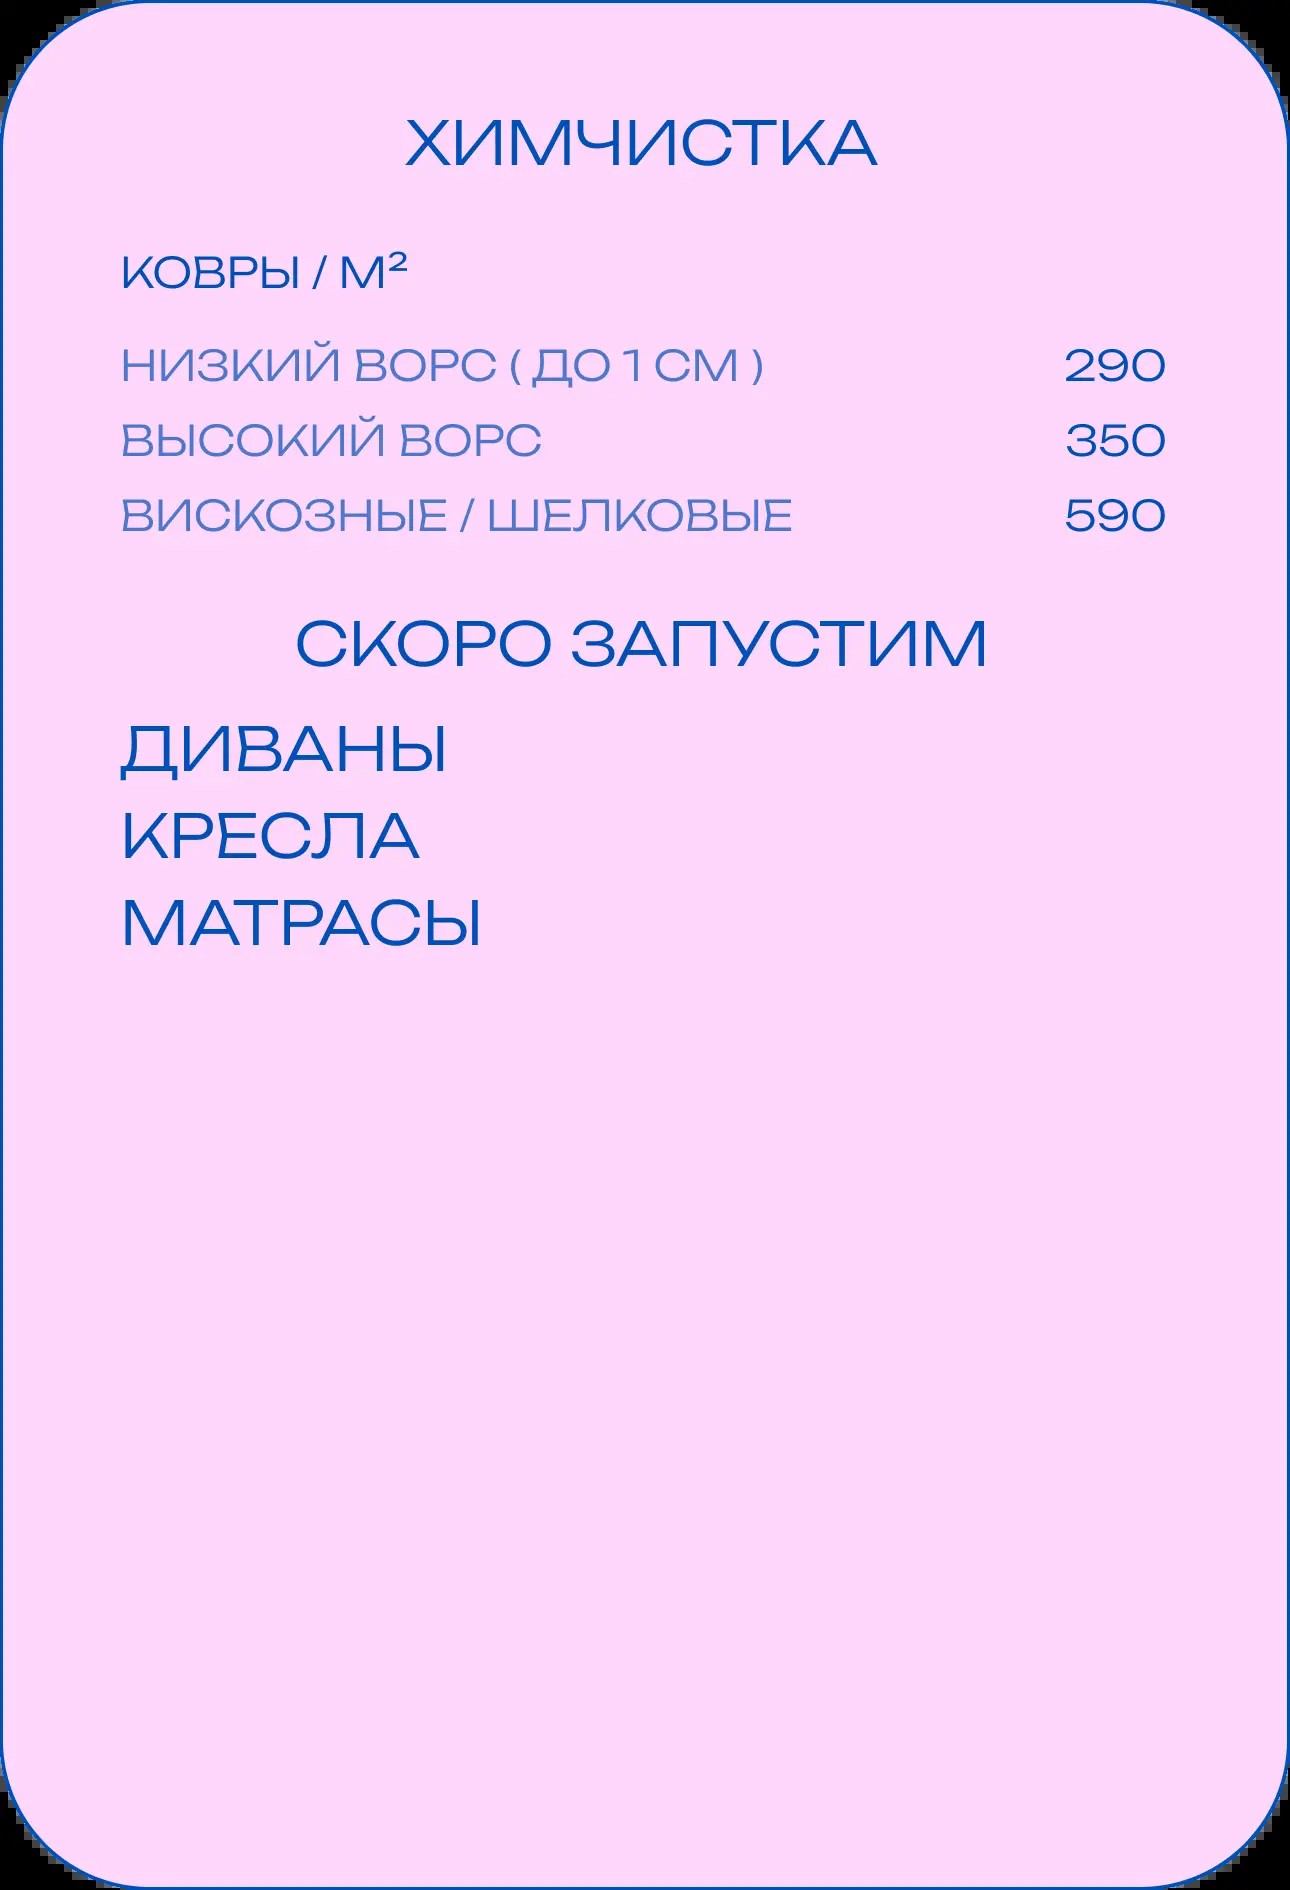 ХИМЧИСТКА
КОВРЫ / М²
НИЗКИЙ ВОРС ( ДО 1 СМ ) 290
ВЫСОКИЙ ВОРС 350
ВИСКОЗНЫЕ / ШЕЛКОВЫЕ 590
СКОРО ЗАПУСТИМ
ДИВАНЫ
КРЕСЛА
МАТРАСЫ